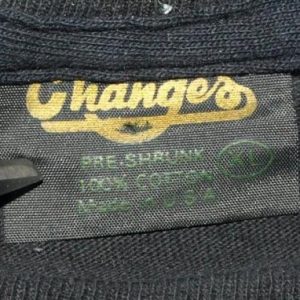 Changes
PRE-SHRUNK
100% COTTON XL
Made in U.S.A.